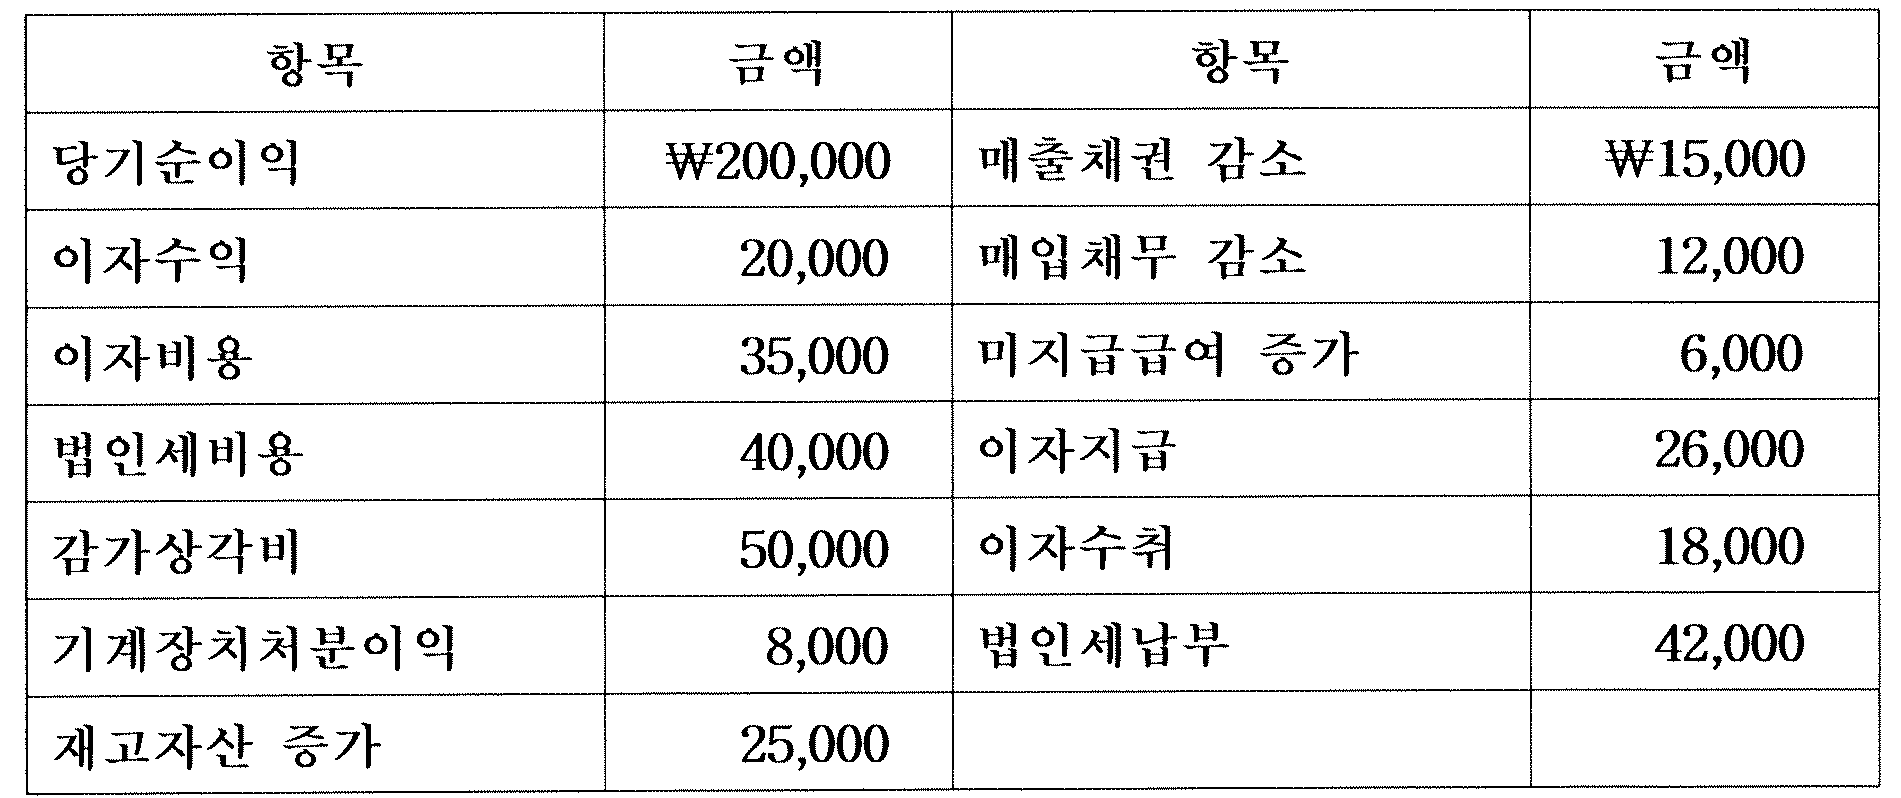 항목 금액 항목 금액
당기순이익 ₩200,000 매출채권 감소 ₩15,000
이자수익 20,000 매입채무 감소 12,000
이자비용 35,000 미지급급여 증가 6,000
법인세비용 40,000 이자지급 26,000
감가상각비 50,000 이자수취 18,000
기계장치처분이익 8,000 법인세납부 42,000
재고자산 증가 25,000